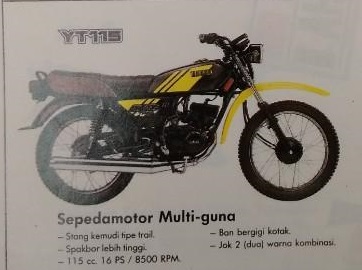 YT115
YAMAHA
Sepedamotor Multi-guna
– Stang kemudi tipe trail.
– Spakbor lebih tinggi.
– 115 cc. 16 PS / 8500 RPM.
– Ban bergigi kotak.
– Jok 2 (dua) warna kombinasi.